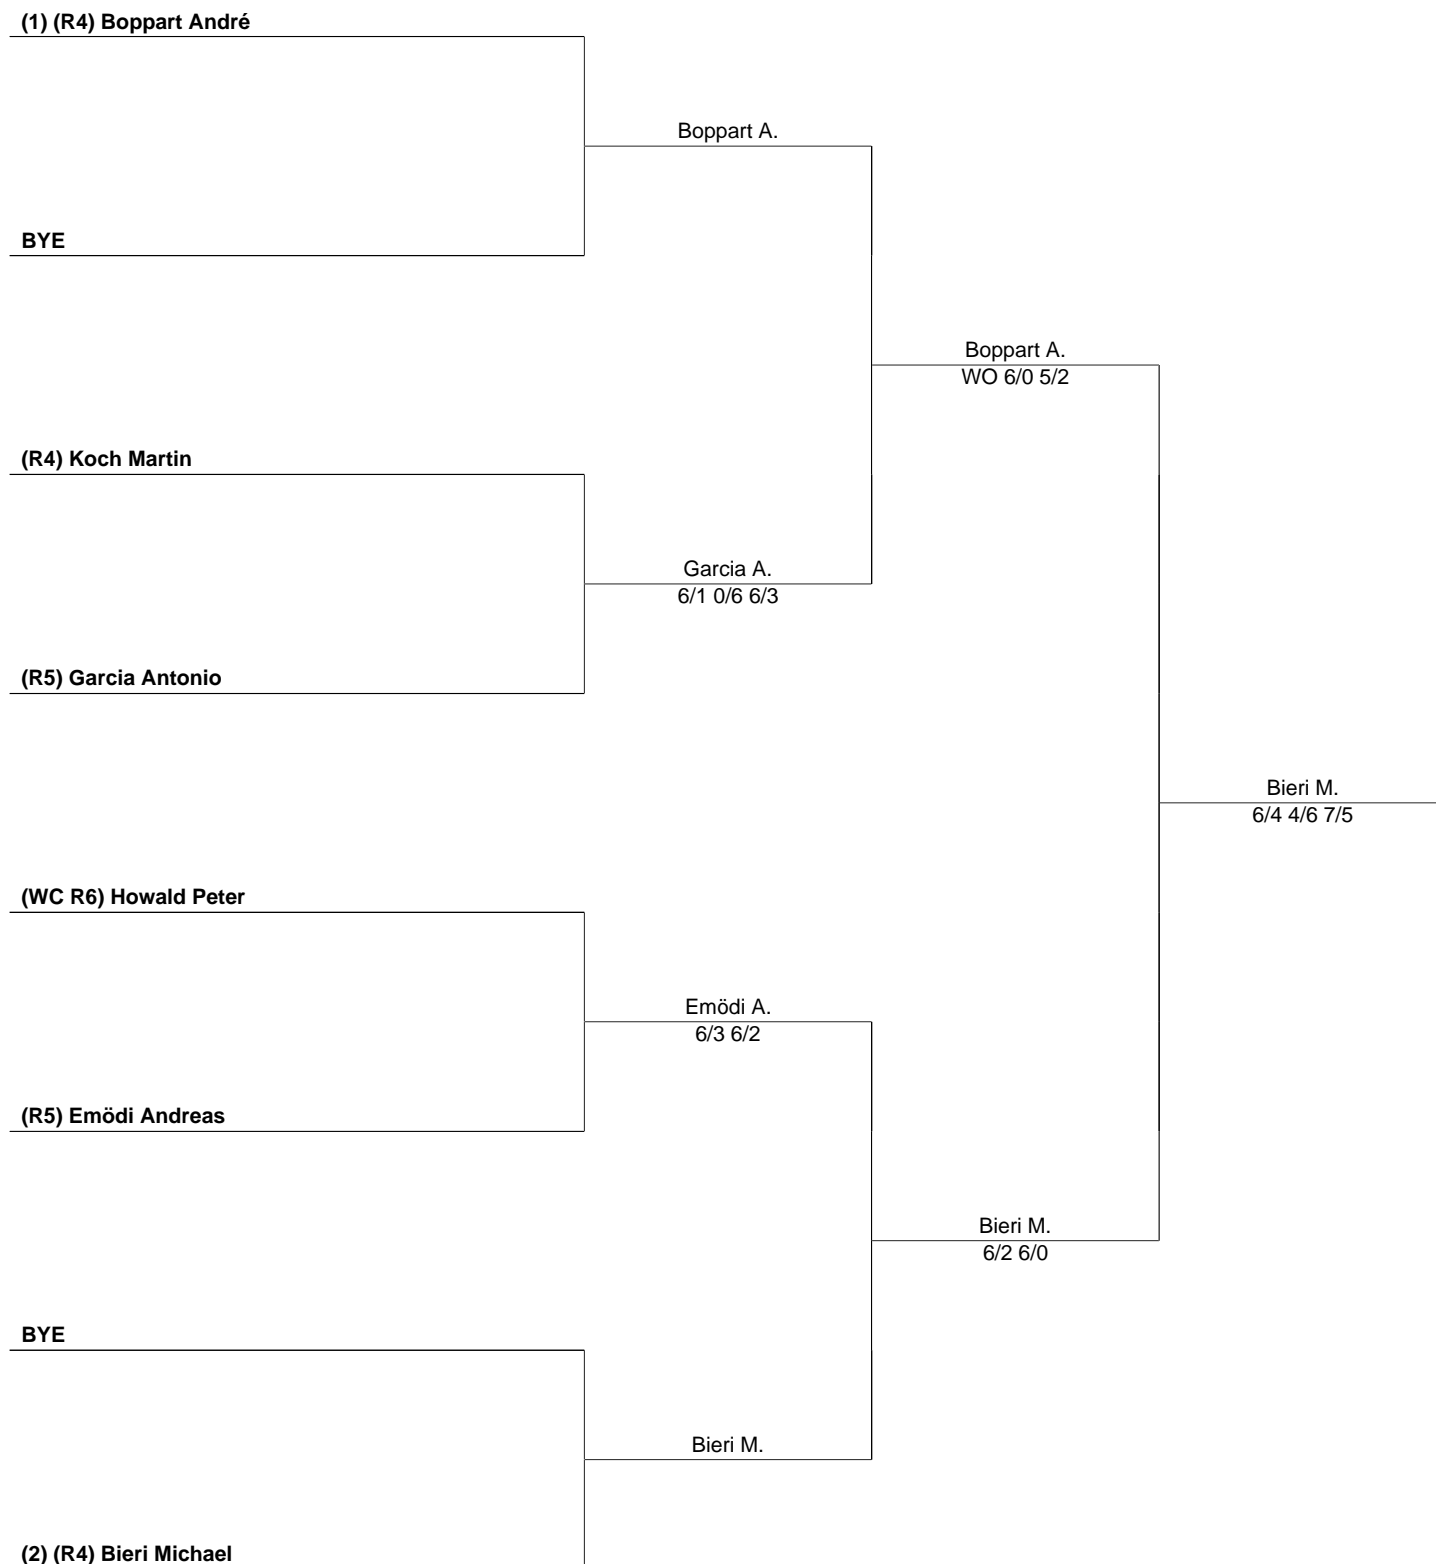 (1) (R4) Boppart André
Boppart A.
BYE
Boppart A.
WO 6/0 5/2
(R4) Koch Martin
Garcia A.
6/1 0/6 6/3
(R5) Garcia Antonio
Bieri M.
6/4 4/6 7/5
(WC R6) Howald Peter
Emödi A.
6/3 6/2
(R5) Emödi Andreas
Bieri M.
6/2 6/0
BYE
Bieri M.
(2) (R4) Bieri Michael